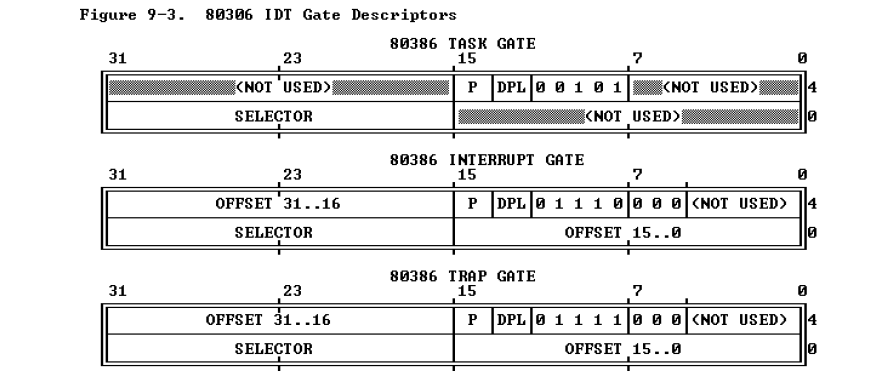 Figure 9-3. 80306 IDT Gate Descriptors
80386 TASK GATE
31 23 15 7 0
(NOT USED) P DPL 0 0 1 0 1 (NOT USED) 4
SELECTOR (NOT USED) 0
80386 INTERRUPT GATE
31 23 15 7 0
OFFSET 31..16 P DPL 0 1 1 1 0 0 0 0 (NOT USED) 4
SELECTOR OFFSET 15..0 0
80386 TRAP GATE
31 23 15 7 0
OFFSET 31..16 P DPL 0 1 1 1 1 0 0 0 (NOT USED) 4
SELECTOR OFFSET 15..0 0